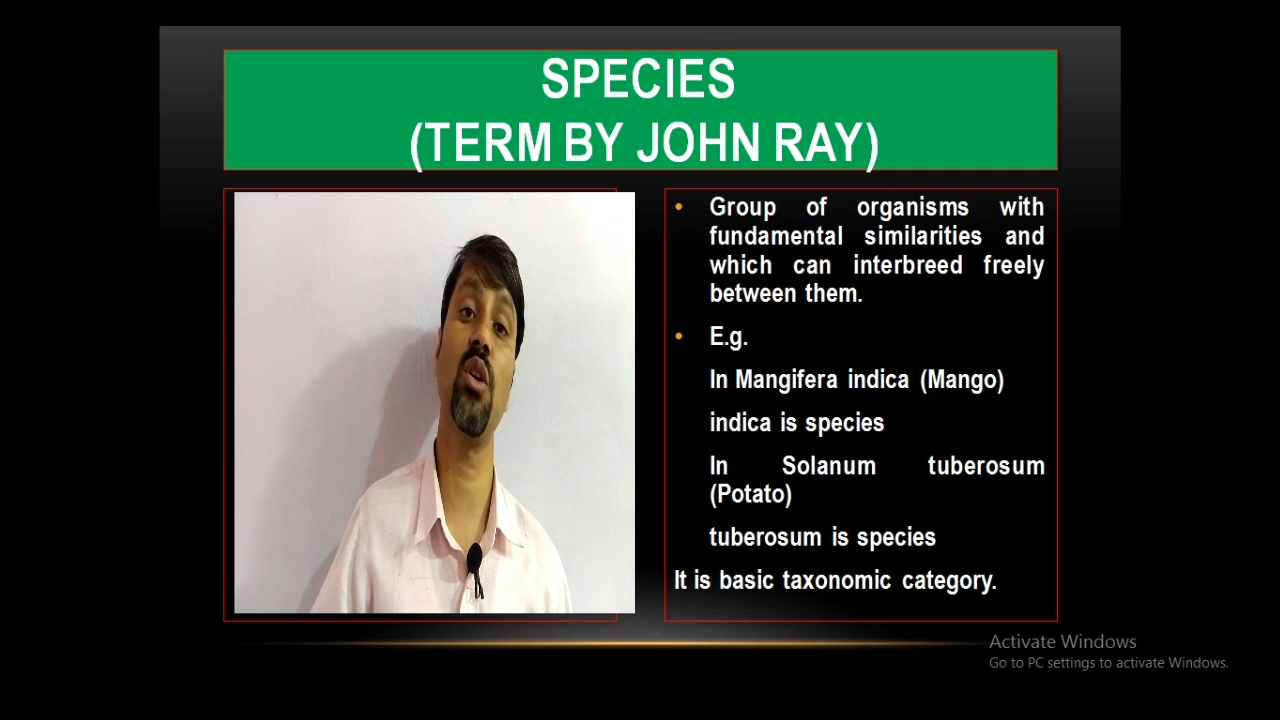 SPECIES
(TERM BY JOHN RAY)
• Group of organisms with
fundamental similarities and
which can interbreed freely
between them.
• E.g.
In Mangifera indica (Mango)
indica is species
In Solanum tuberosum
(Potato)
tuberosum is species
It is basic taxonomic category.
Activate Windows
Go to PC settings to activate Windows.